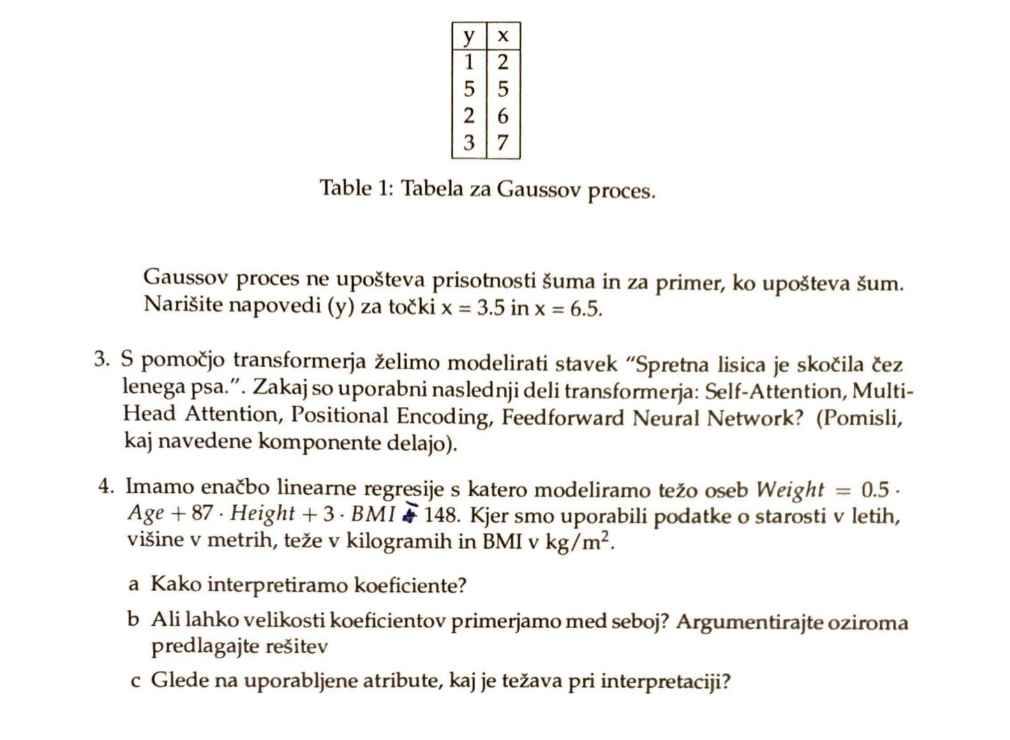 y x
1 2
5 5
2 6
3 7
Table 1: Tabela za Gaussov proces.
Gaussov proces ne upošteva prisotnosti šuma in za primer, ko upošteva šum.
Narišite napovedi (y) za točki x = 3.5 in x = 6.5.
3. S pomočjo transformerja želimo modelirati stavek “Spretna lisica je skočila čez
lenega psa.”. Zakaj so uporabni naslednji deli transformerja: Self-Attention, Multi-
Head Attention, Positional Encoding, Feedforward Neural Network? (Pomisli,
kaj navedene komponente delajo).
4. Imamo enačbo linearne regresije s katero modeliramo težo oseb Weight = 0.5 ·
Age + 87 · Height + 3 · BMI - 148. Kjer smo uporabili podatke o starosti v letih,
višine v metrih, teže v kilogramih in BMI v kg/m².
a Kako interpretiramo koeficiente?
b Ali lahko velikosti koeficientov primerjamo med seboj? Argumentirajte oziroma
predlagajte rešitev
c Glede na uporabljene atribute, kaj je težava pri interpretaciji?